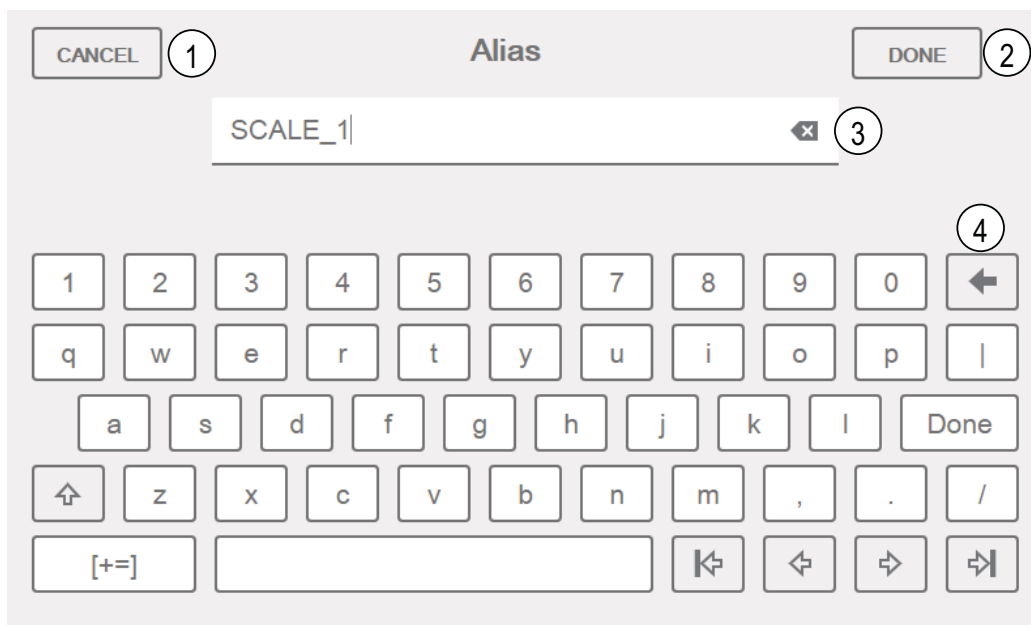 CANCEL 1 Alias DONE 2
SCALE_1 3
4
1 2 3 4 5 6 7 8 9 0
q w e r t y u i o p |
a s d f g h j k l Done
z x c v b n m , . /
[+=]